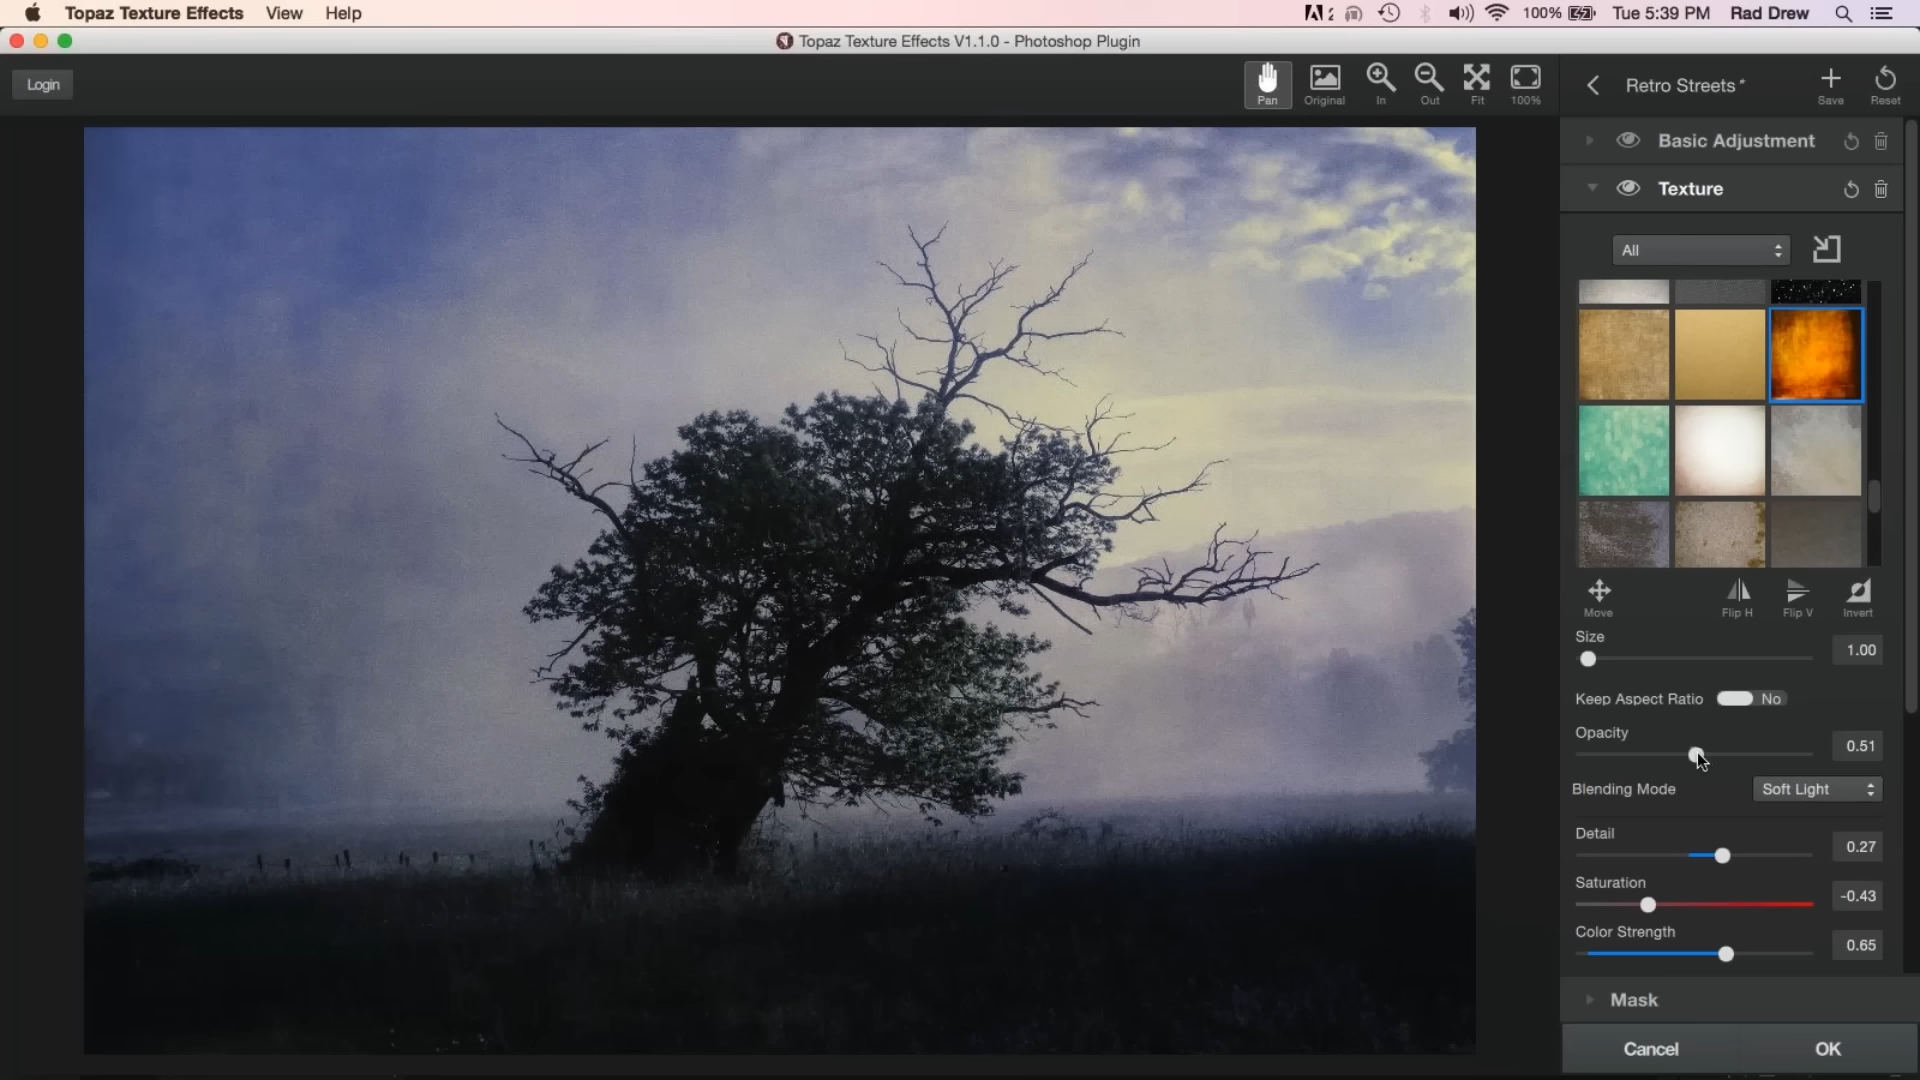 Topaz Texture Effects View Help
2 100% Tue 5:39 PM Rad Drew
Topaz Texture Effects V1.1.0 - Photoshop Plugin
Login
Pan Original In Out Fit 100%
Retro Streets*
Save Reset
Basic Adjustment
Texture
All
Move Flip H Flip V Invert
Size
1.00
Keep Aspect Ratio No
Opacity
0.51
Blending Mode Soft Light
Detail
0.27
Saturation
-0.43
Color Strength
0.65
Mask
Cancel OK